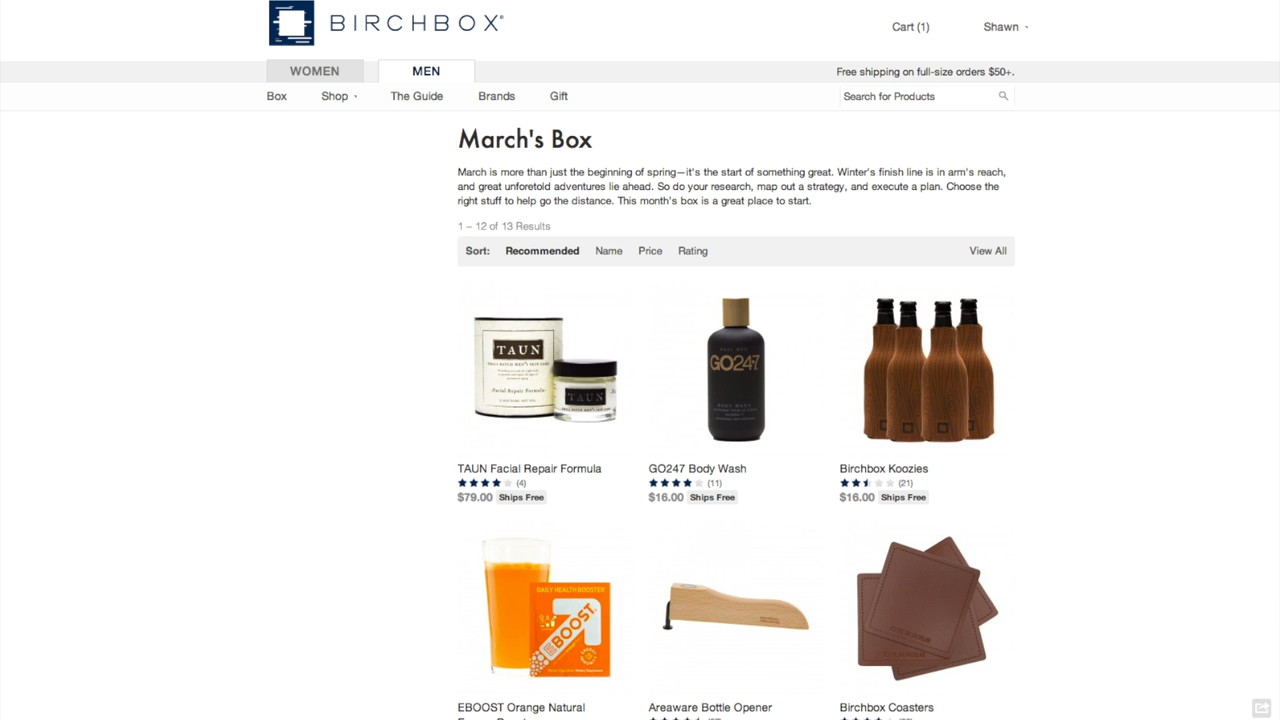 BIRCHBOX
Cart (1)
Shawn
WOMEN
MEN
Free shipping on full-size orders $50+.
Box
Shop
The Guide
Brands
Gift
Search for Products
March's Box
March is more than just the beginning of spring—it's the start of something great. Winter's finish line is in arm's reach,
and great unforetold adventures lie ahead. So do your research, map out a strategy, and execute a plan. Choose the
right stuff to help go the distance. This month's box is a great place to start.
1 – 12 of 13 Results
Sort: Recommended Name Price Rating
View All
TAUN
Facial Repair Formula
TAUN
GO247
BODY WASH
TAUN Facial Repair Formula
(4)
$79.00 Ships Free
GO247 Body Wash
(11)
$16.00 Ships Free
Birchbox Koozies
(21)
$16.00 Ships Free
DAILY HEALTH BOOSTER
EBOOST
EBOOST Orange Natural
Areaware Bottle Opener
Birchbox Coasters